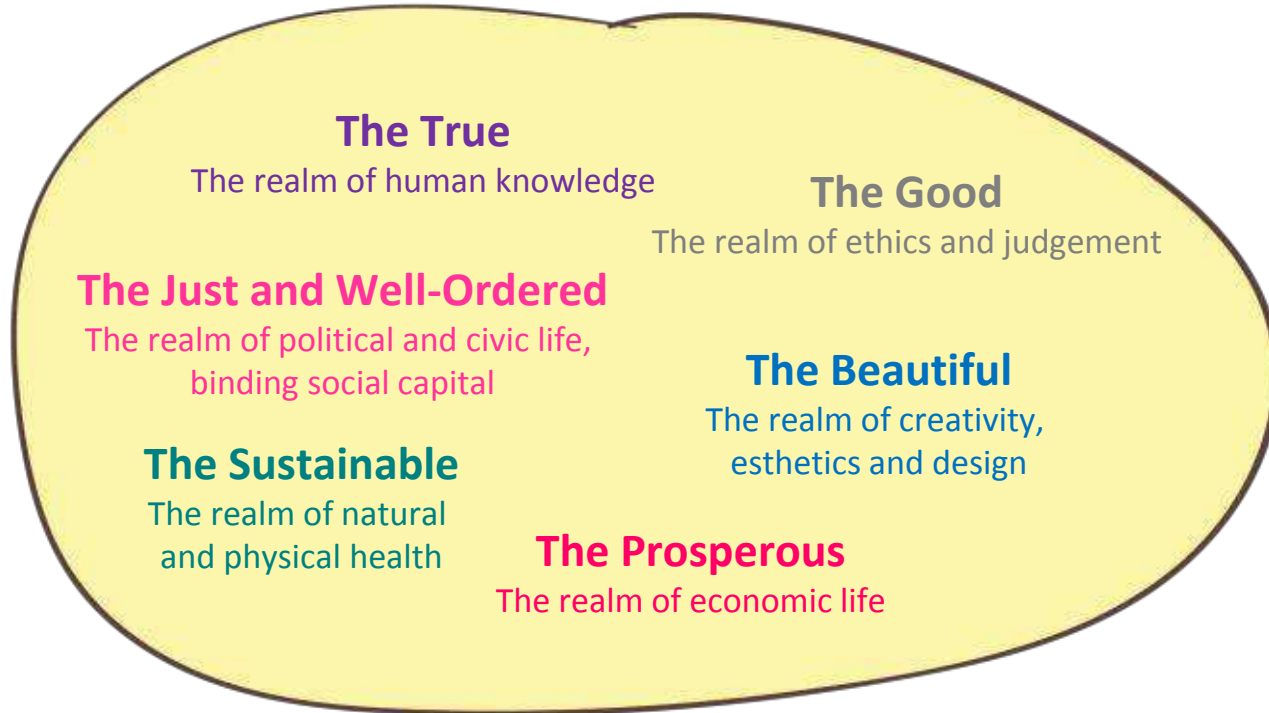 The True
The realm of human knowledge
The Good
The realm of ethics and judgement
The Just and Well-Ordered
The realm of political and civic life,
binding social capital
The Beautiful
The realm of creativity,
esthetics and design
The Sustainable
The realm of natural
and physical health
The Prosperous
The realm of economic life